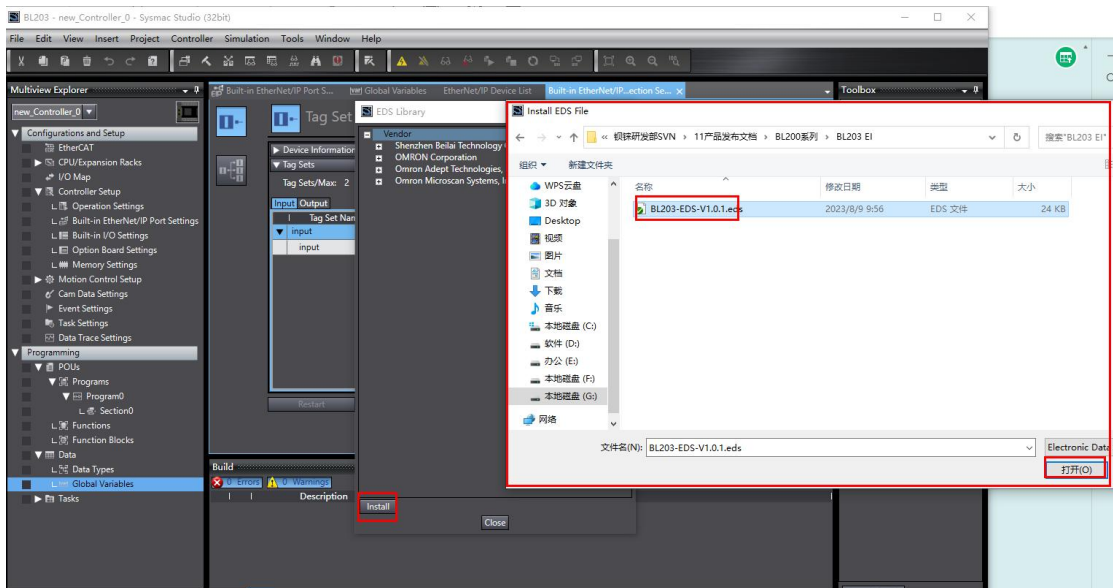 BL203 - new_Controller_0 - Sysmac Studio (32bit)
File Edit View Insert Project Controller Simulation Tools Window Help
Multiview Explorer
new_Controller_0
Configurations and Setup
EtherCAT
CPU/Expansion Racks
I/O Map
Controller Setup
Operation Settings
Built-in EtherNet/IP Port Settings
Built-in I/O Settings
Option Board Settings
Memory Settings
Motion Control Setup
Cam Data Settings
Event Settings
Task Settings
Data Trace Settings
Programming
POUs
Programs
Program0
Section0
Functions
Function Blocks
Data
Data Types
Global Variables
Tasks
Built-in EtherNet/IP Port S... Global Variables EtherNet/IP Device List Built-in EtherNet/IP...ection Se... x
Toolbox
Tag Set
Device Information
Tag Sets
Tag Sets/Max: 2
Input Output
Tag Set Nam
input
input
Restart
Build
0 Errors 0 Warnings
Description
EDS Library
Vendor
Shenzhen Beilai Technology
OMRON Corporation
Omron Adept Technologies,
Omron Microscan Systems, I
Install
Close
Install EDS File
« 钡铼研发部SVN › 11产品发布文档 › BL200系列 › BL203 EI
搜索"BL203 EI"
组织 新建文件夹
WPS云盘
3D 对象
Desktop
视频
图片
文档
下载
音乐
本地磁盘 (C:)
软件 (D:)
办公 (E:)
本地磁盘 (F:)
本地磁盘 (G:)
网络
名称 修改日期 类型 大小
BL203-EDS-V1.0.1.eds 2023/8/9 9:56 EDS 文件 24 KB
文件名(N): BL203-EDS-V1.0.1.eds
Electronic Data
打开(O)